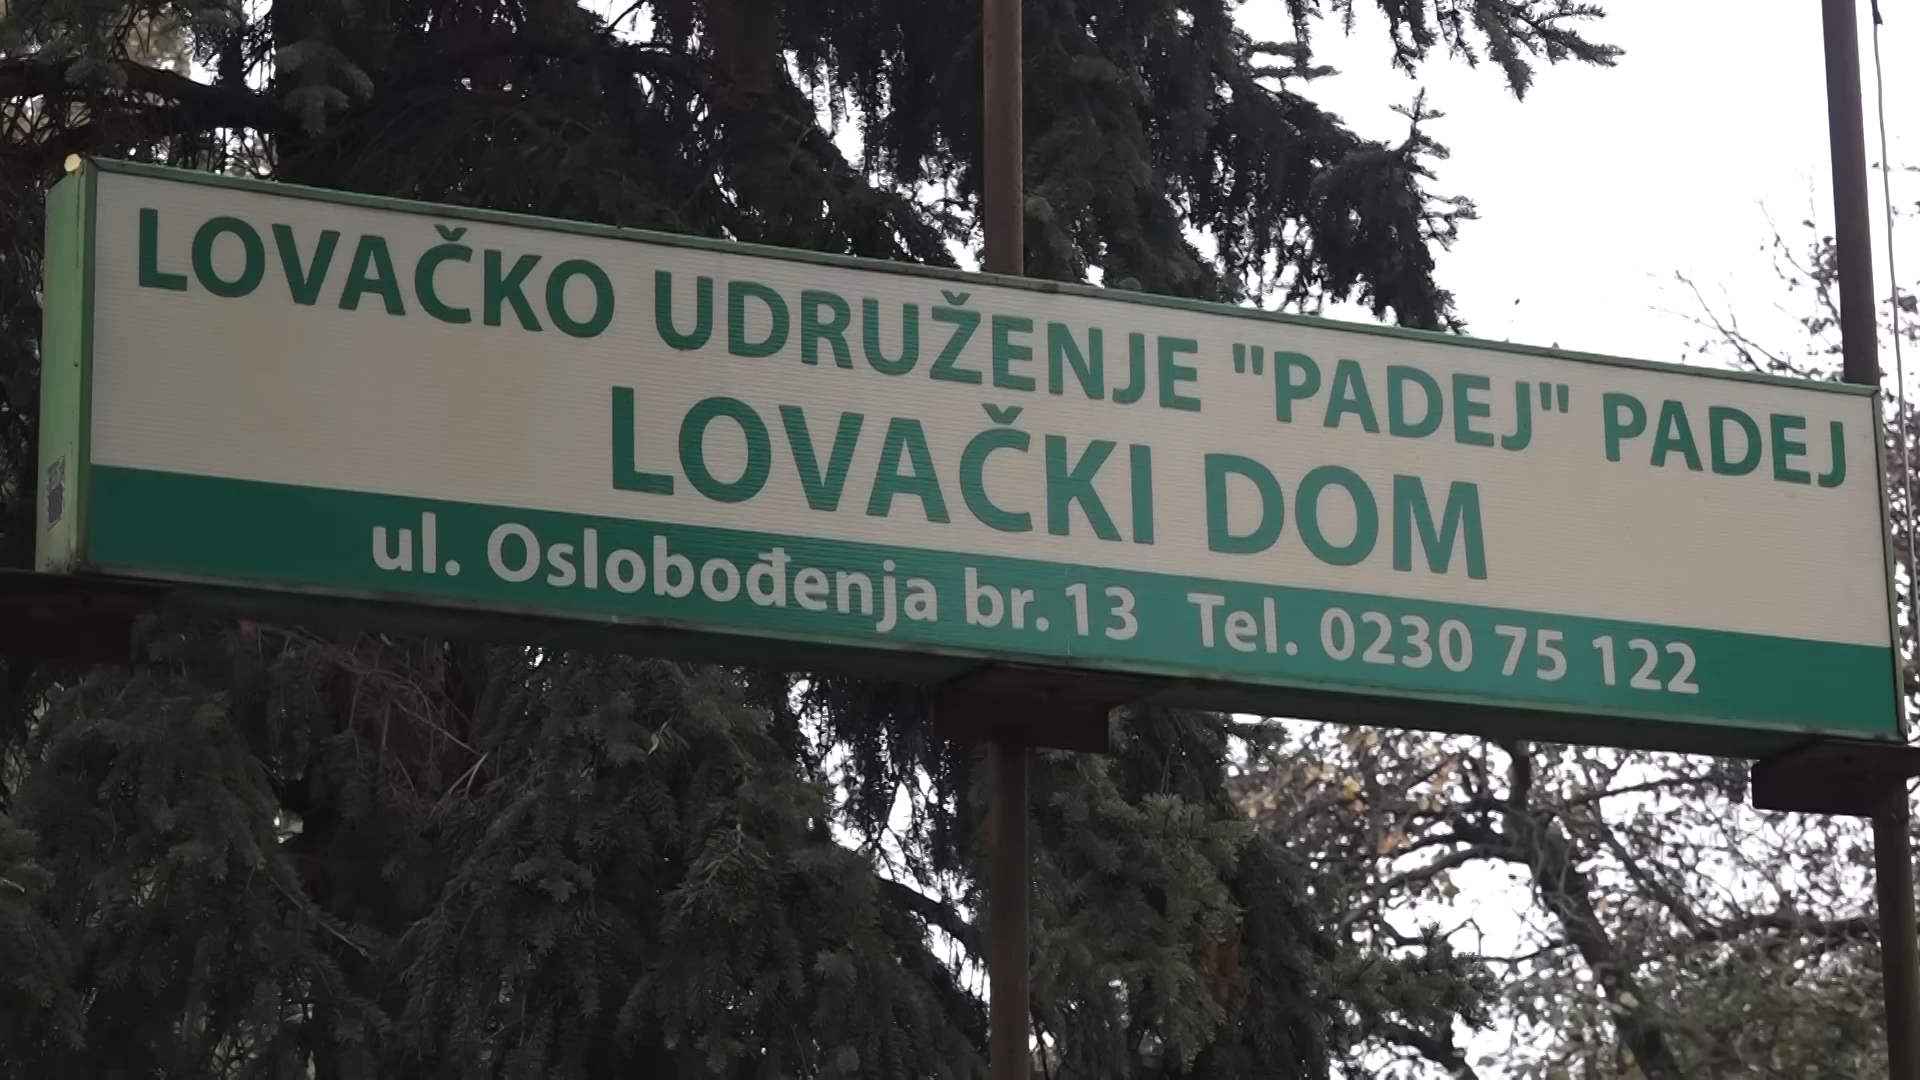 LOVAČKO UDRUŽENJE "PADEJ" PADEJ
LOVAČKI DOM
ul. Oslobođenja br. 13 Tel. 0230 75 122